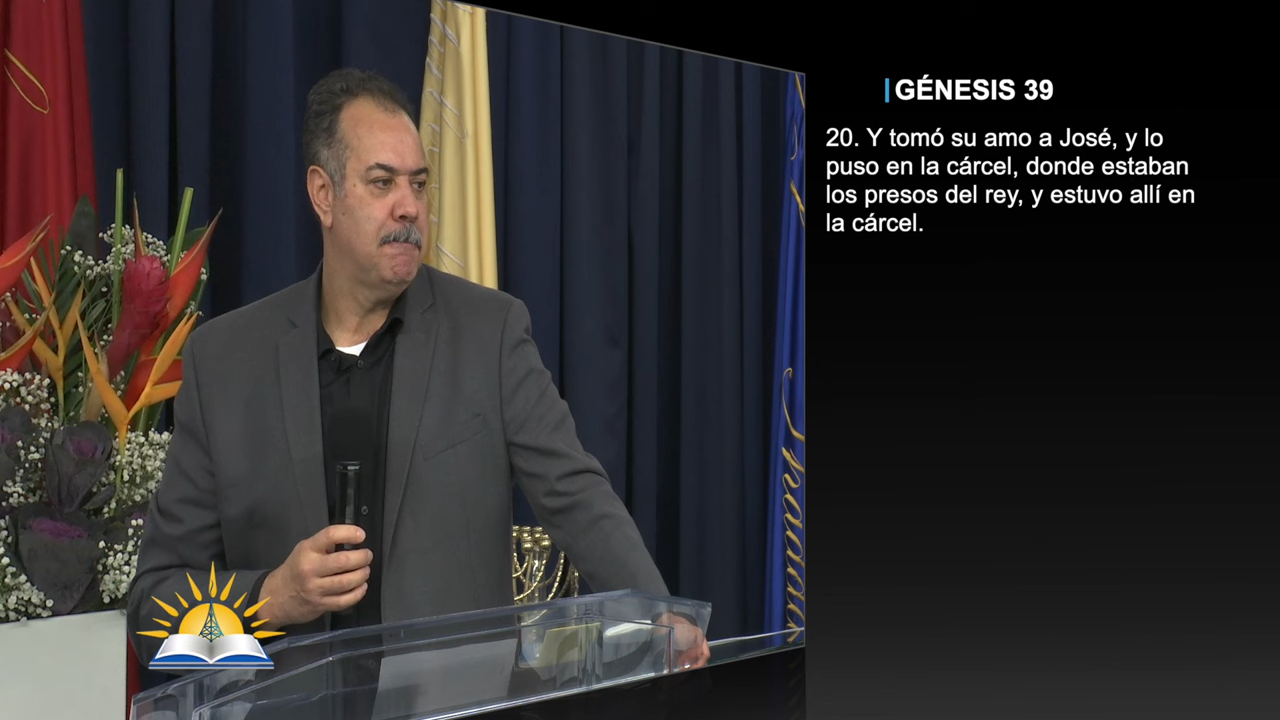 GÉNESIS 39
20. Y tomó su amo a José, y lo
puso en la cárcel, donde estaban
los presos del rey, y estuvo allí en
la cárcel.